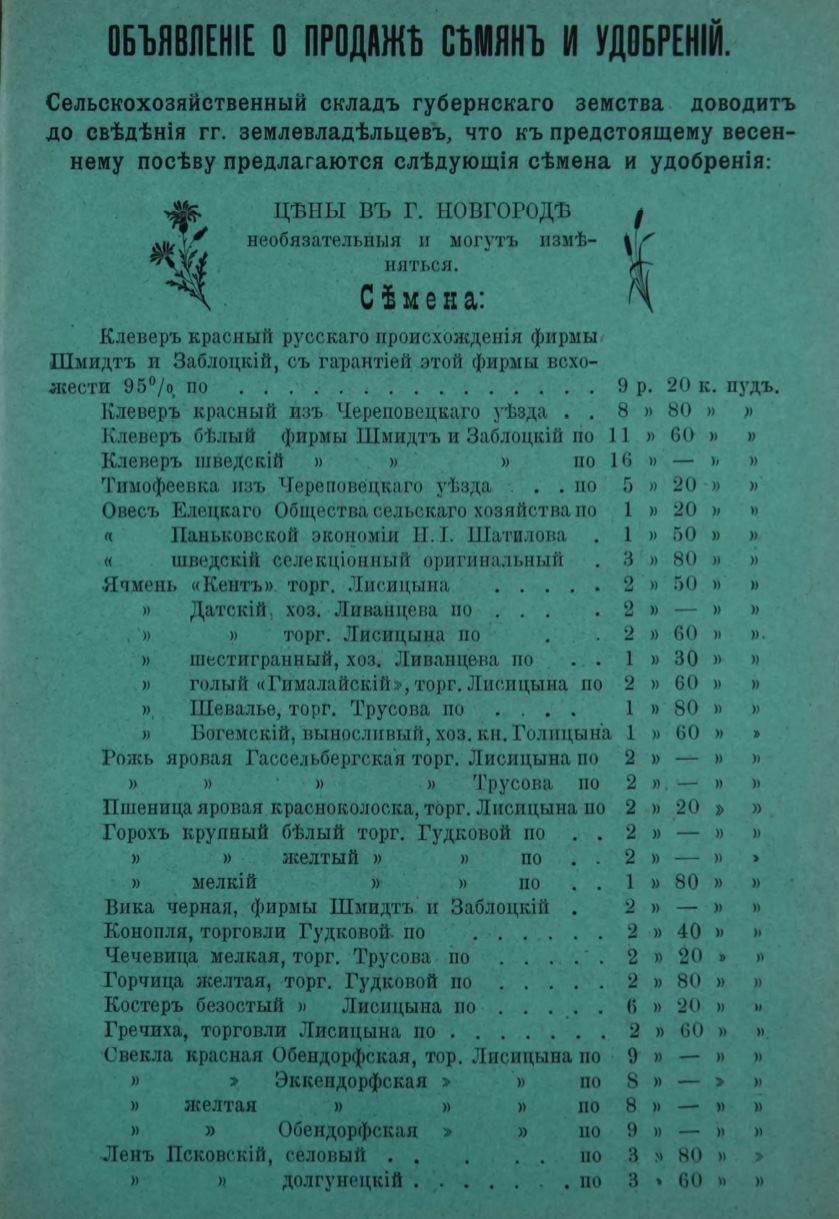 ОБЪЯВЛЕНІЕ О ПРОДАЖѢ СѢМЯНЪ И УДОБРЕНІЙ.
Сельскохозяйственный складъ губернскаго земства доводитъ
до свѣдѣнія гг. землевладѣльцевъ, что къ предстоящему весен-
нему посѣву предлагаются слѣдующія сѣмена и удобренія:
ЦѢНЫ ВЪ Г. НОВГОРОДѢ
необязательныя и могутъ измѣ-
няться.
Сѣмена:
Клеверъ красный русскаго происхожденія фирмы
Шмидтъ и Заблоцкій, съ гарантіей этой фирмы всхо-
жести 95%, по . . . . . . . . . . . . . . . . 9 р. 20 к. пудъ.
Клеверъ красный изъ Череповецкаго уѣзда . . 8 » 80 » »
Клеверъ бѣлый фирмы Шмидтъ и Заблоцкій по 11 » 60 » »
Клеверъ шведскій » » » по 16 » — » »
Тимофеевка изъ Череповецкаго уѣзда . . . по 5 » 20 » »
Овесъ Елецкаго Общества сельскаго хозяйства по 1 » 20 » »
« Паньковской экономіи Н. І. Шатилова . 1 » 50 » »
« шведскій селекціонный оригинальный . 3 » 80 » »
Ячмень «Кентъ» торг. Лисицына . . . . . 2 » 50 » »
» Датскій, хоз. Ливанцева по . . . . 2 » — » »
» » торг. Лисицына по . . 2 » 60 » ».
» шестигранный, хоз. Ливанцева по . . 1 » 30 » »
» голый «Гималайскій», торг. Лисицына по 2 » 60 » »
» Шевалье, торг. Трусова по . . . . 1 » 80 » »
» Богемскій, выносливый, хоз. кн. Голицына 1 » 60 » »
Рожь яровая Гассельбергская торг. Лисицына по 2 » — » »
» » » » Трусова по 2 » — » »
Пшеница яровая красноколоска, торг. Лисицына по 2 » 20 » »
Горохъ крупный бѣлый торг. Гудковой по . . 2 » — » »
» » желтый » » по . . 2 » — » »
» мелкій » » по . . 1 » 80 » »
Вика черная, фирмы Шмидтъ и Заблоцкій . 2 » — » »
Конопля, торговли Гудковой по . . . . . . 2 » 40 » »
Чечевица мелкая, торг. Трусова по . . . . . 2 » 20 » »
Горчица желтая, торг. Гудковой по . . . . . 2 » 80 » »
Костеръ безостый » Лисицына по . . . . . 6 » 20 » »
Гречиха, торговли Лисицына по . . . . . . . 2 » 60 » »
Свекла красная Обендорфская, тор. Лисицына по 9 » — » »
» » Эккендорфская » » по 8 » — » »
» желтая » » » по 8 » — » »
» » Обендорфская » » по 9 » — » »
Ленъ Псковскій, селовый . . . . . по 3 » 80 » »
» » долгунецкій . . . . . . . по 3 » 60 » »